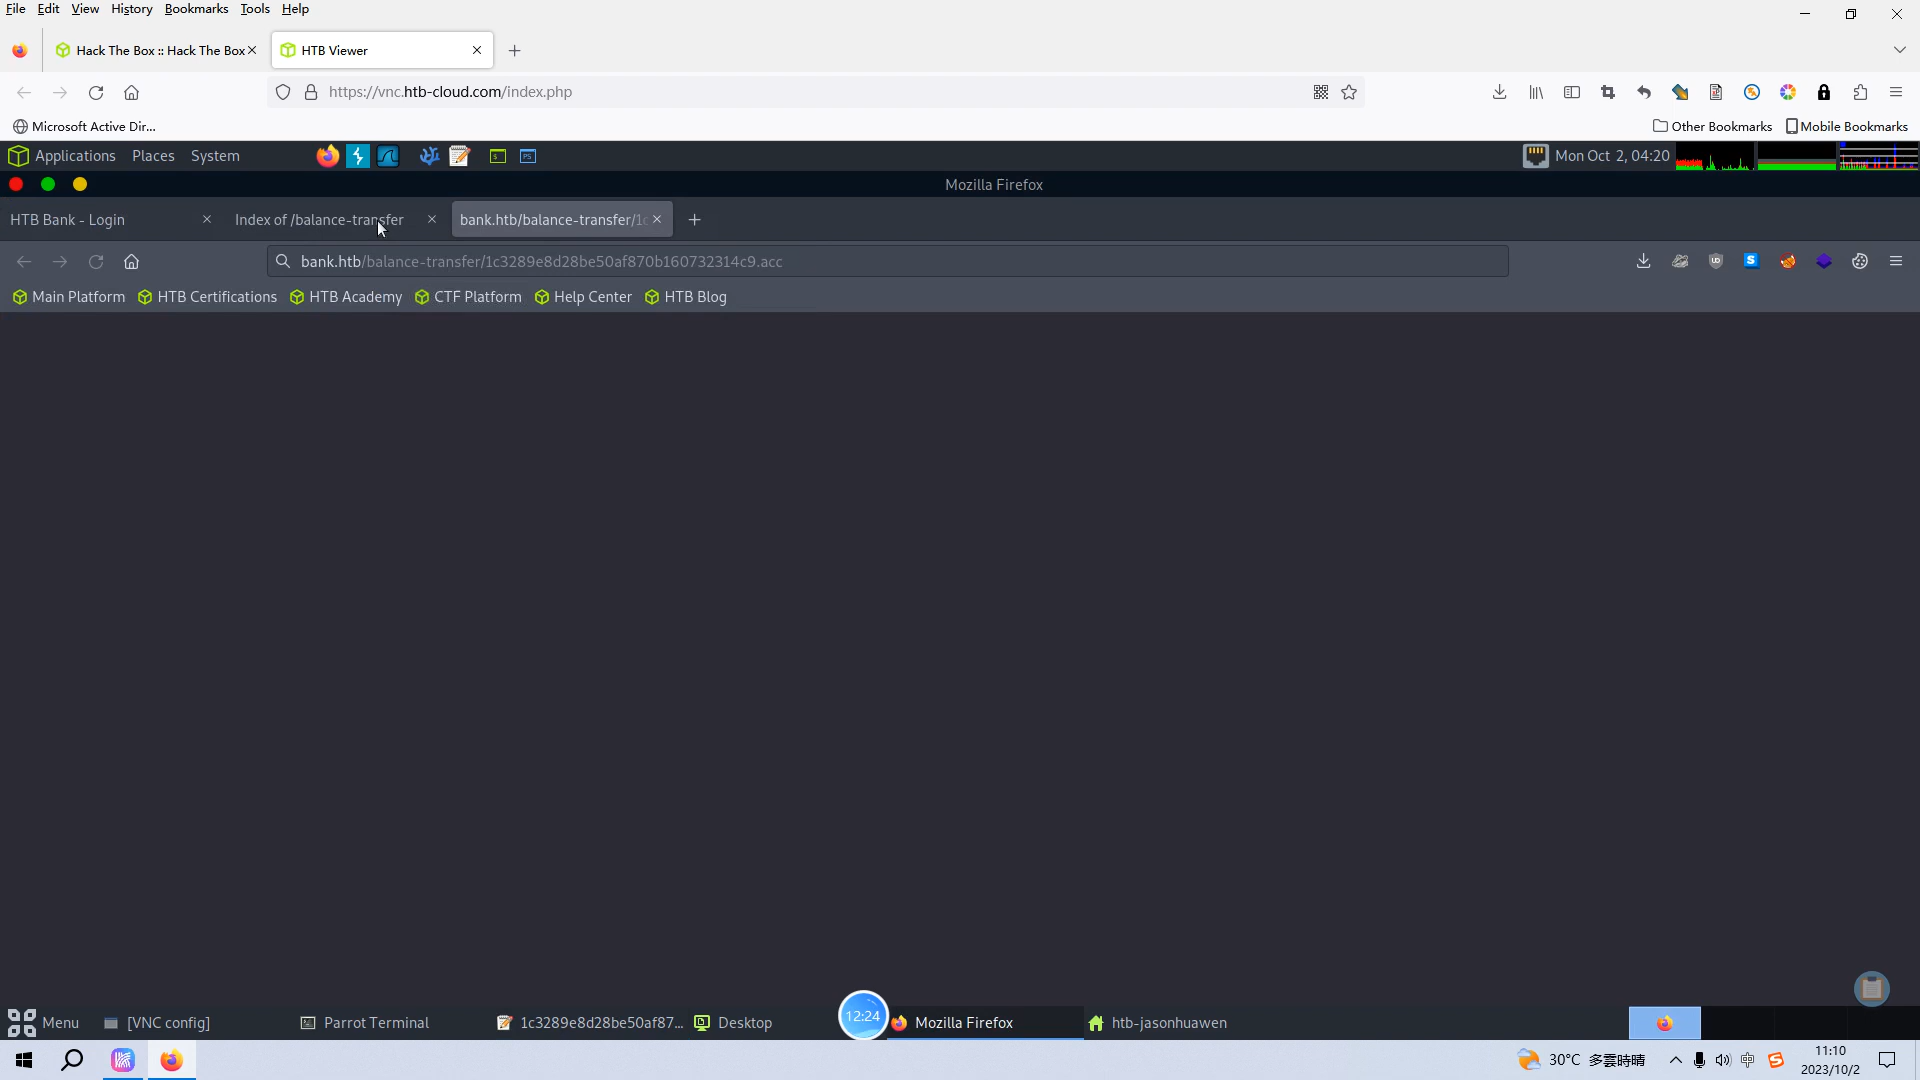 File Edit View History Bookmarks Tools Help
Hack The Box :: Hack The Box
HTB Viewer
https://vnc.htb-cloud.com/index.php
Microsoft Active Dir...
Other Bookmarks
Mobile Bookmarks
Applications Places System
Mon Oct 2, 04:20
Mozilla Firefox
HTB Bank - Login
Index of /balance-transfer
bank.htb/balance-transfer/1c
bank.htb/balance-transfer/1c3289e8d28be50af870b160732314c9.acc
Main Platform
HTB Certifications
HTB Academy
CTF Platform
Help Center
HTB Blog
Menu
[VNC config]
Parrot Terminal
1c3289e8d28be50af87...
Desktop
12:24
Mozilla Firefox
htb-jasonhuawen
30°C 多雲時晴
中
11:10
2023/10/2